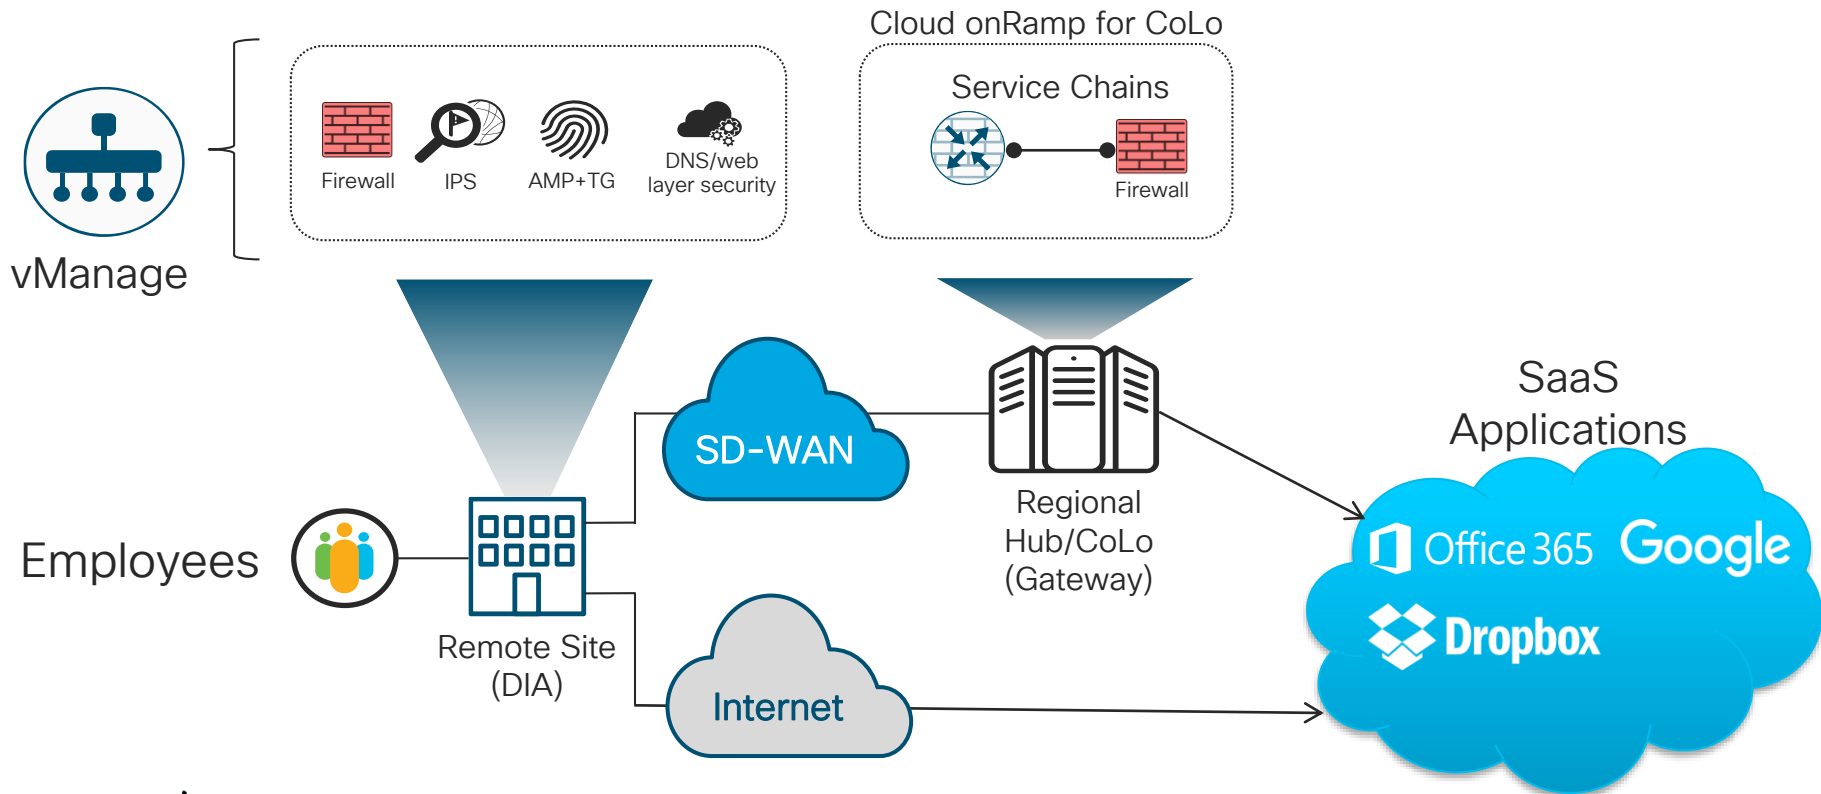 Cloud onRamp for CoLo
Service Chains
Firewall
IPS
AMP+TG
DNS/web
layer security
Firewall
vManage
SD-WAN
SaaS
Applications
Regional
Hub/CoLo
(Gateway)
Office 365
Google
Dropbox
Employees
Remote Site
(DIA)
Internet